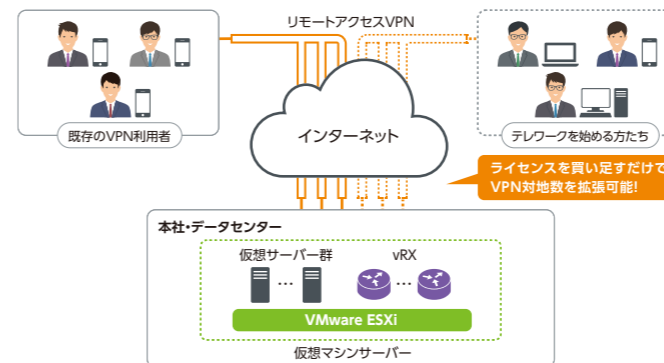 リモートアクセスVPN
既存のVPN利用者
インターネット
テレワークを始める方たち
ライセンスを買い足すだけで
VPN対地数を拡張可能!
本社・データセンター
仮想サーバー群
vRX
VMware ESXi
仮想マシンサーバー